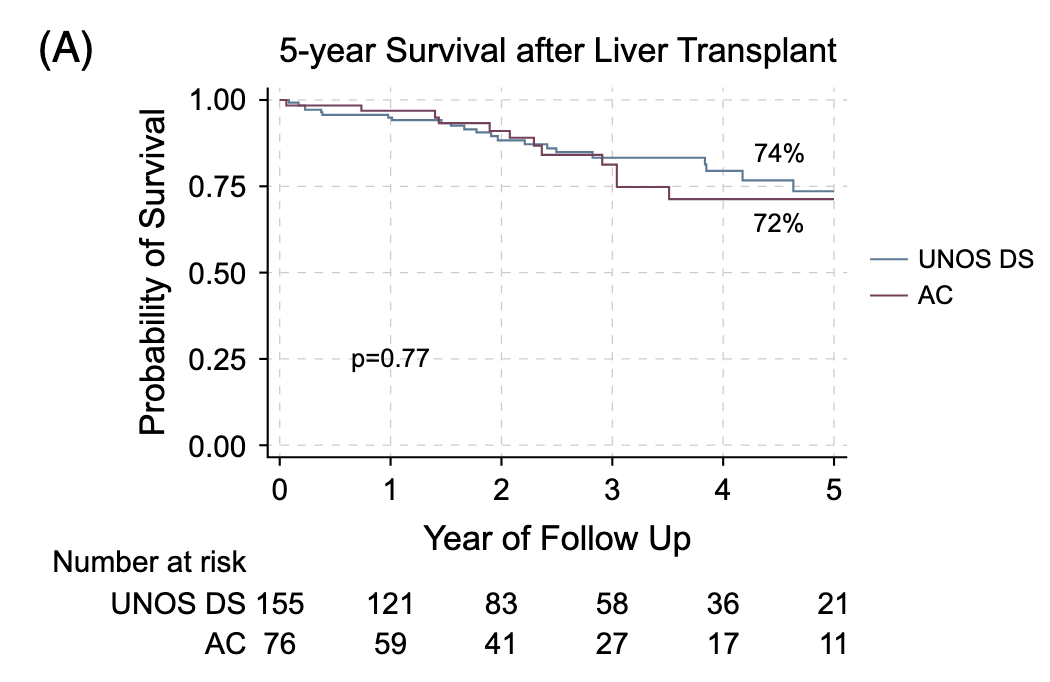 (A)
5-year Survival after Liver Transplant
Probability of Survival
1.00
0.75
0.50
0.25
0.00
74%
72%
p=0.77
UNOS DS
AC
0 1 2 3 4 5
Year of Follow Up
Number at risk
UNOS DS 155 121 83 58 36 21
AC 76 59 41 27 17 11